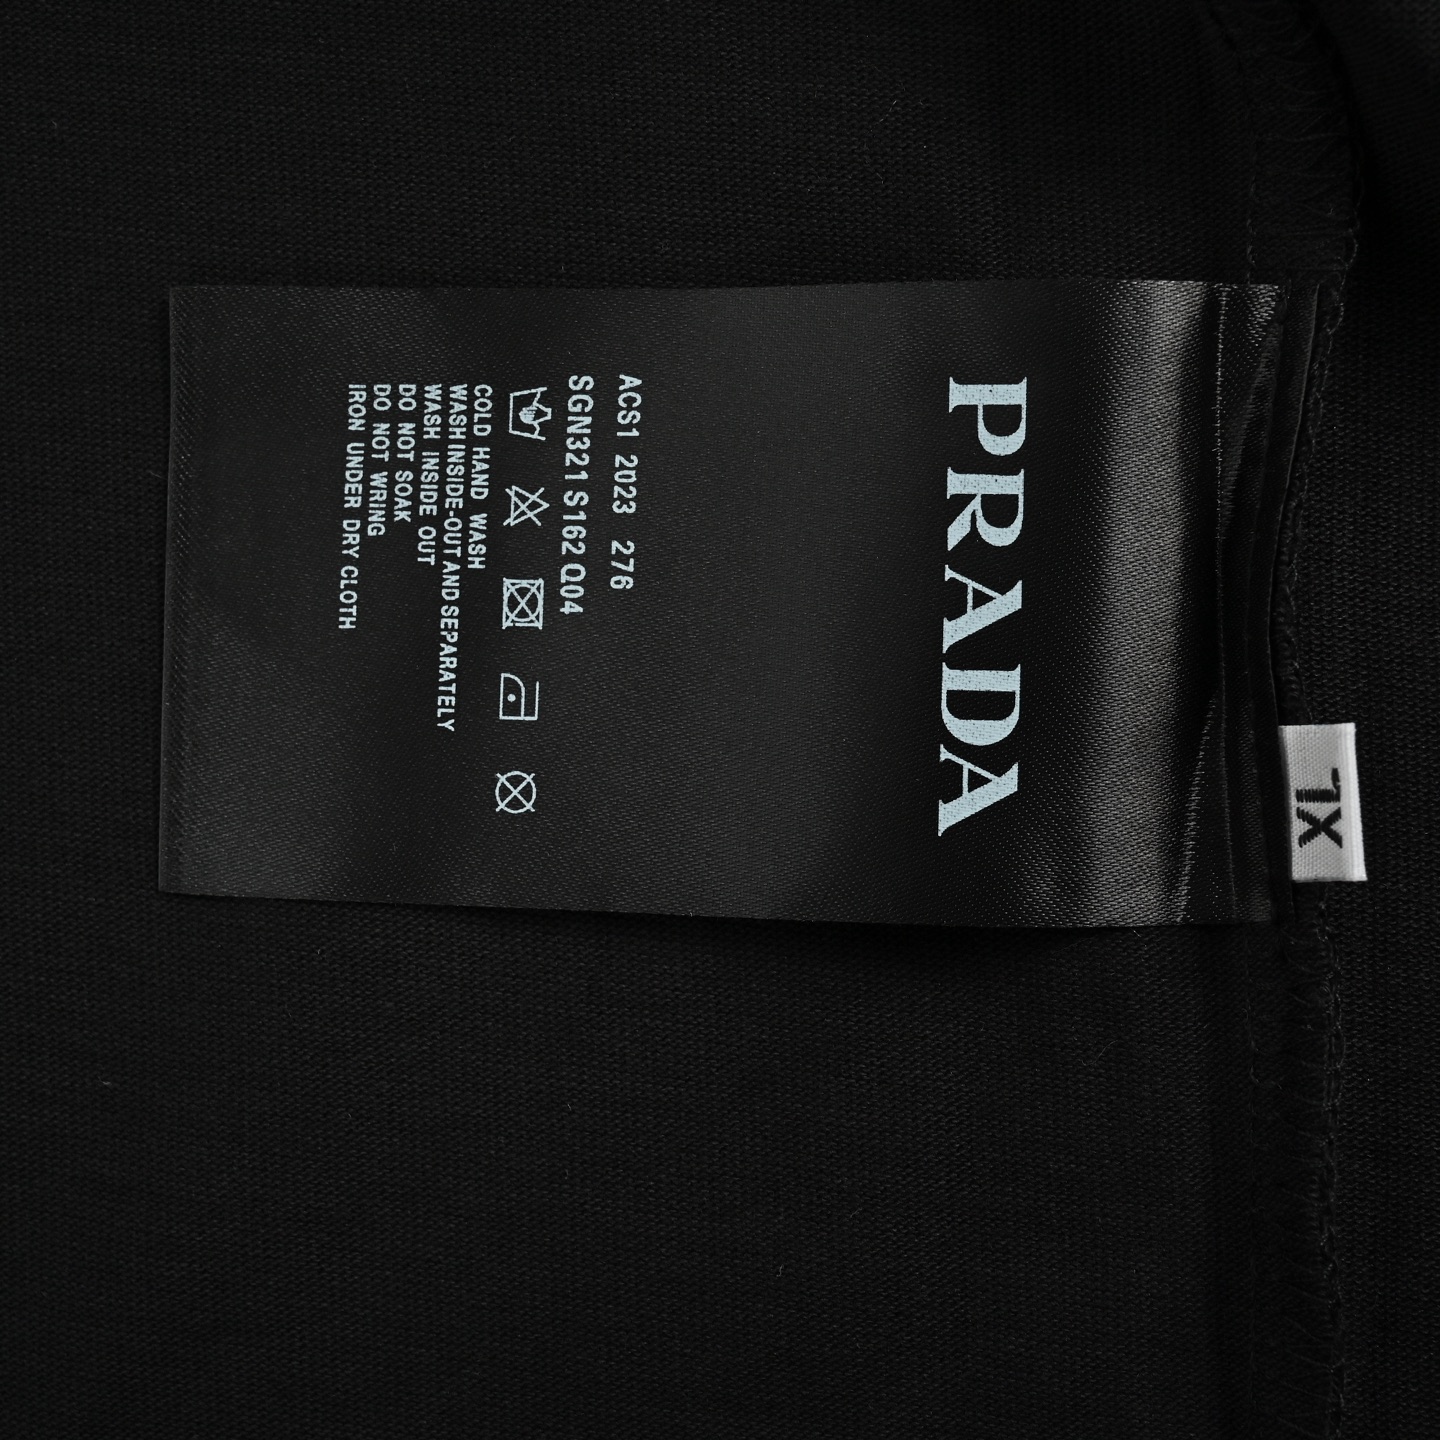 PRADA
ACS1 2023 276
SGN321 S162 Q04
COLD HAND WASH
WASH INSIDE-OUT AND SEPARATELY
WASH INSIDE OUT
DO NOT SOAK
DO NOT WRING
IRON UNDER DRY CLOTH
XL